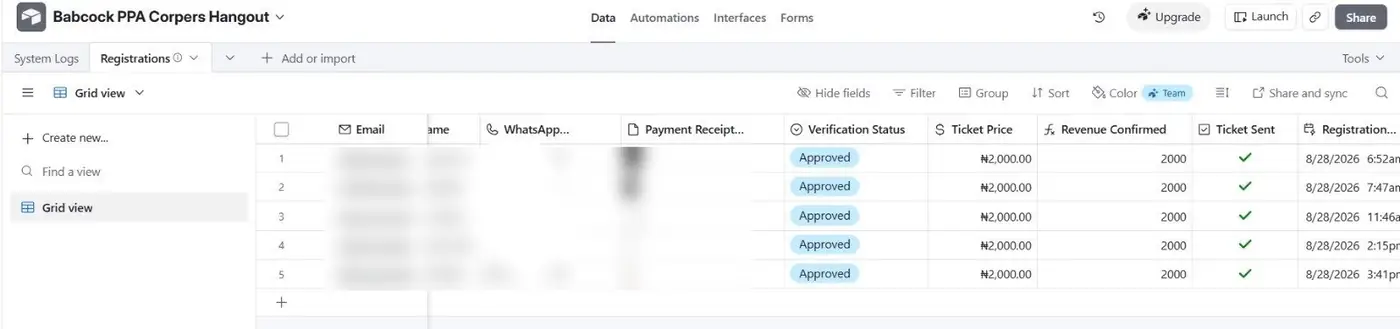 Babcock PPA Corpers Hangout
Data Automations Interfaces Forms
Upgrade Launch Share
System Logs Registrations Add or import Tools
Grid view Hide fields Filter Group Sort Color Team Share and sync
Create new...
Find a view
Grid view
Email ame WhatsApp... Payment Receipt... Verification Status Ticket Price Revenue Confirmed Ticket Sent Registration...
1 Approved ₦2,000.00 2000 8/28/2026 6:52am
2 Approved ₦2,000.00 2000 8/28/2026 7:47am
3 Approved ₦2,000.00 2000 8/28/2026 11:46a
4 Approved ₦2,000.00 2000 8/28/2026 2:15pr
5 Approved ₦2,000.00 2000 8/28/2026 3:41pr